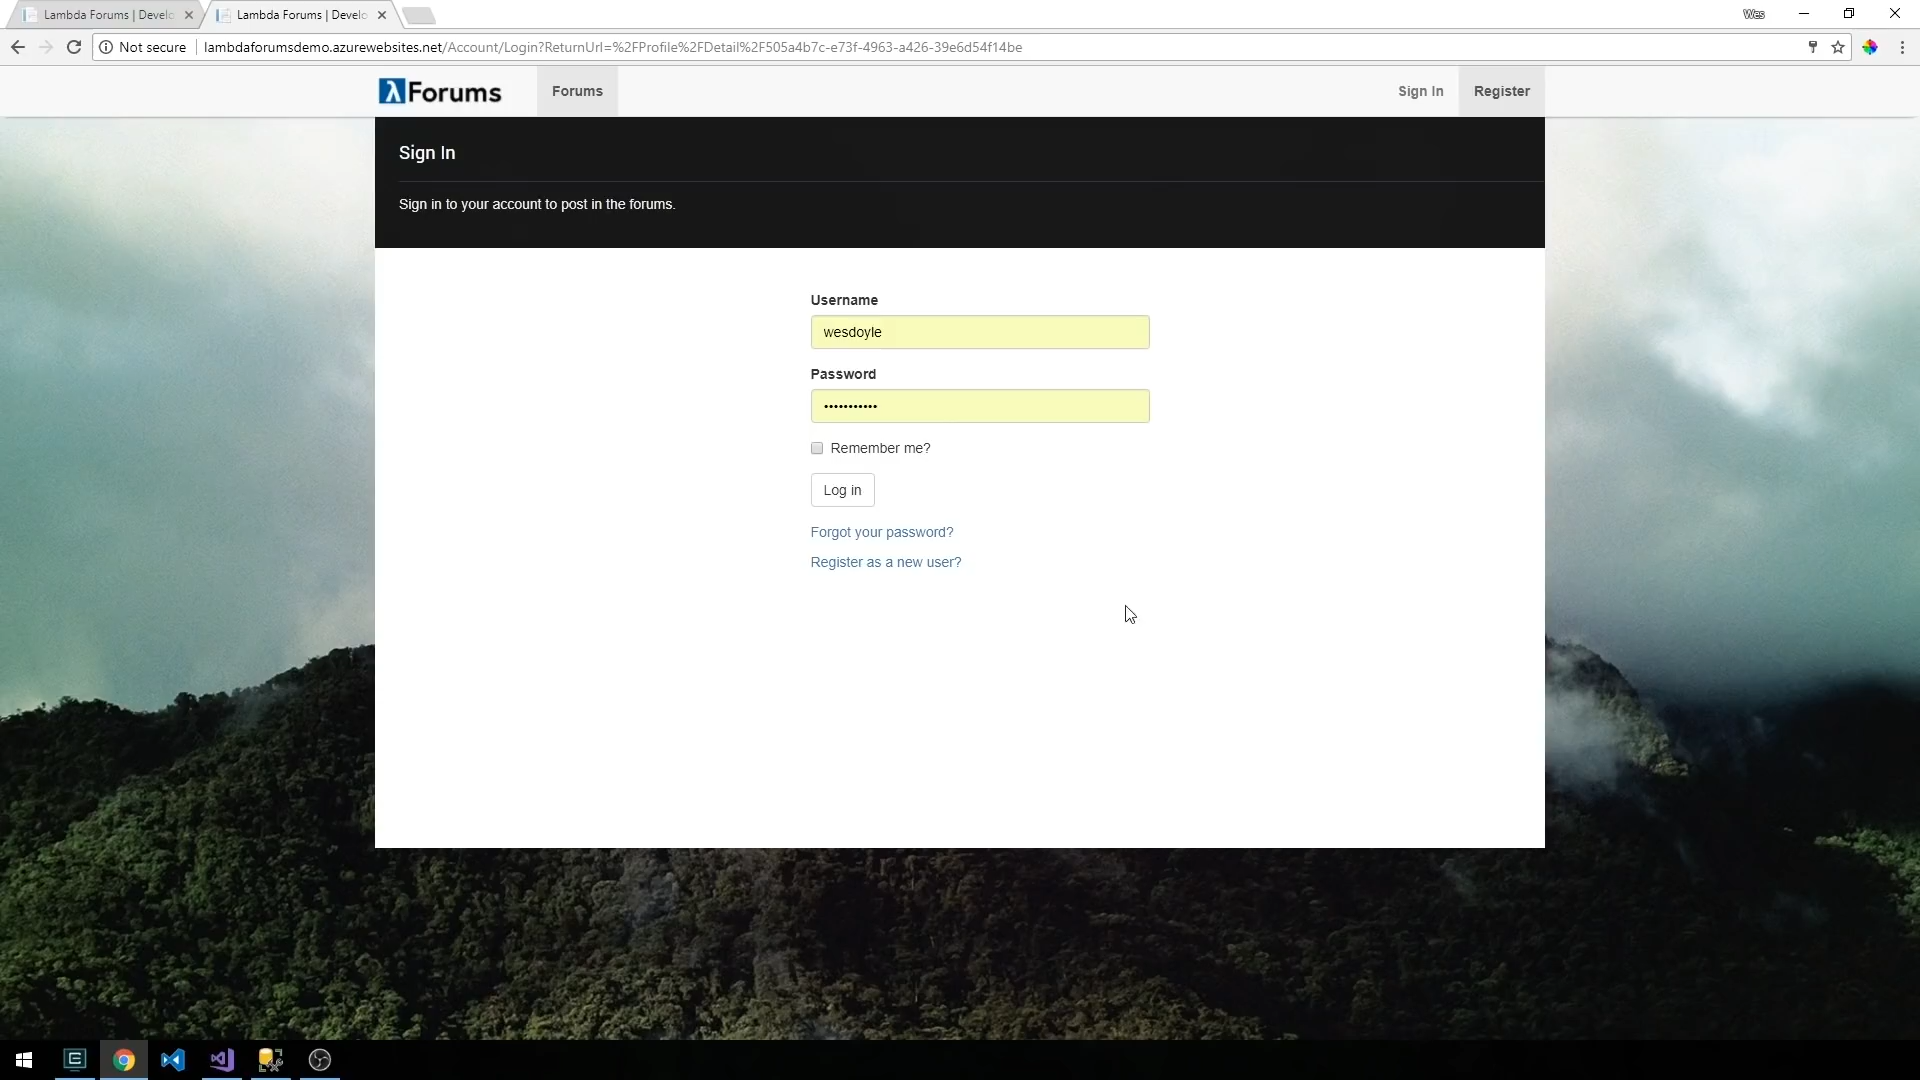 Lambda Forums | Develo
Lambda Forums | Develo
Wes
Not secure
lambdaforumsdemo.azurewebsites.net/Account/Login?ReturnUrl=%2FProfile%2FDetail%2F505a4b7c-e73f-4963-a426-39e6d54f14be
λForums
Forums
Sign In
Register
Sign In
Sign in to your account to post in the forums.
Username
wesdoyle
Password
•••••••••••
Remember me?
Log in
Forgot your password?
Register as a new user?